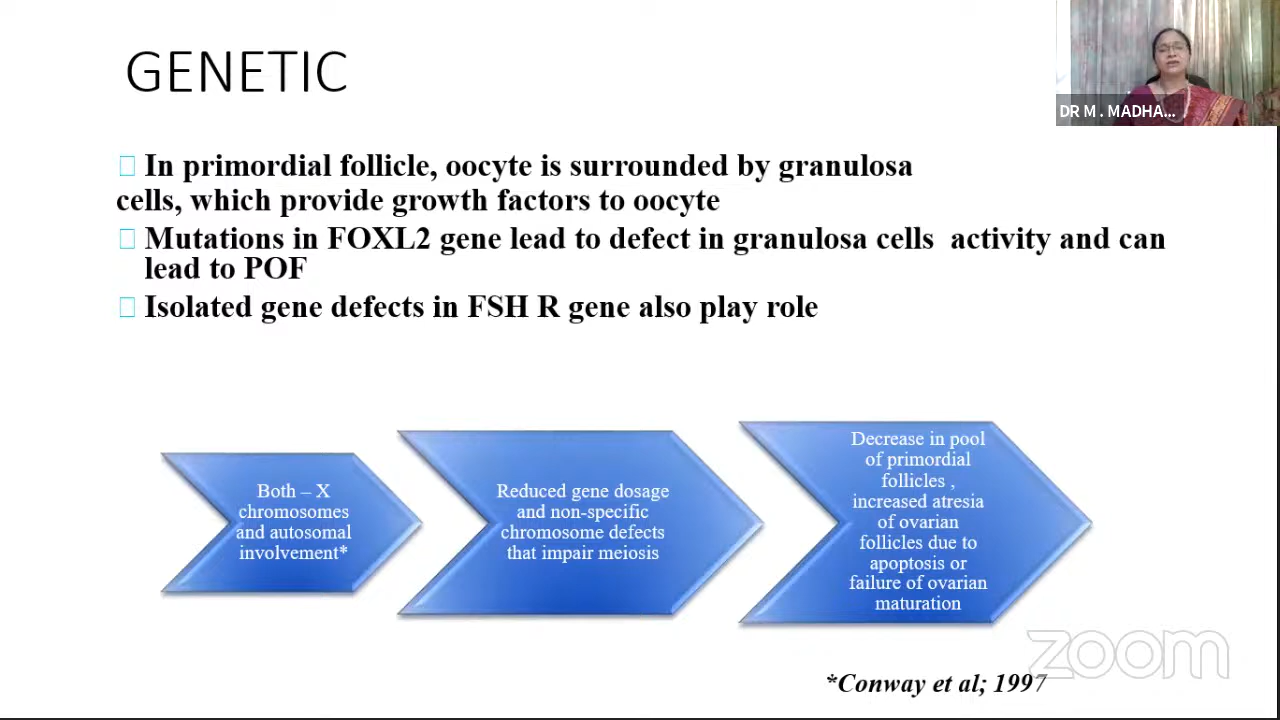 GENETIC
DR M . MADHA...
In primordial follicle, oocyte is surrounded by granulosa
cells, which provide growth factors to oocyte
Mutations in FOXL2 gene lead to defect in granulosa cells activity and can
lead to POF
Isolated gene defects in FSH R gene also play role
Both – X
chromosomes
and autosomal
involvement*
Reduced gene dosage
and non-specific
chromosome defects
that impair meiosis
Decrease in pool
of primordial
follicles ,
increased atresia
of ovarian
follicles due to
apoptosis or
failure of ovarian
maturation
zoom
*Conway et al; 1997